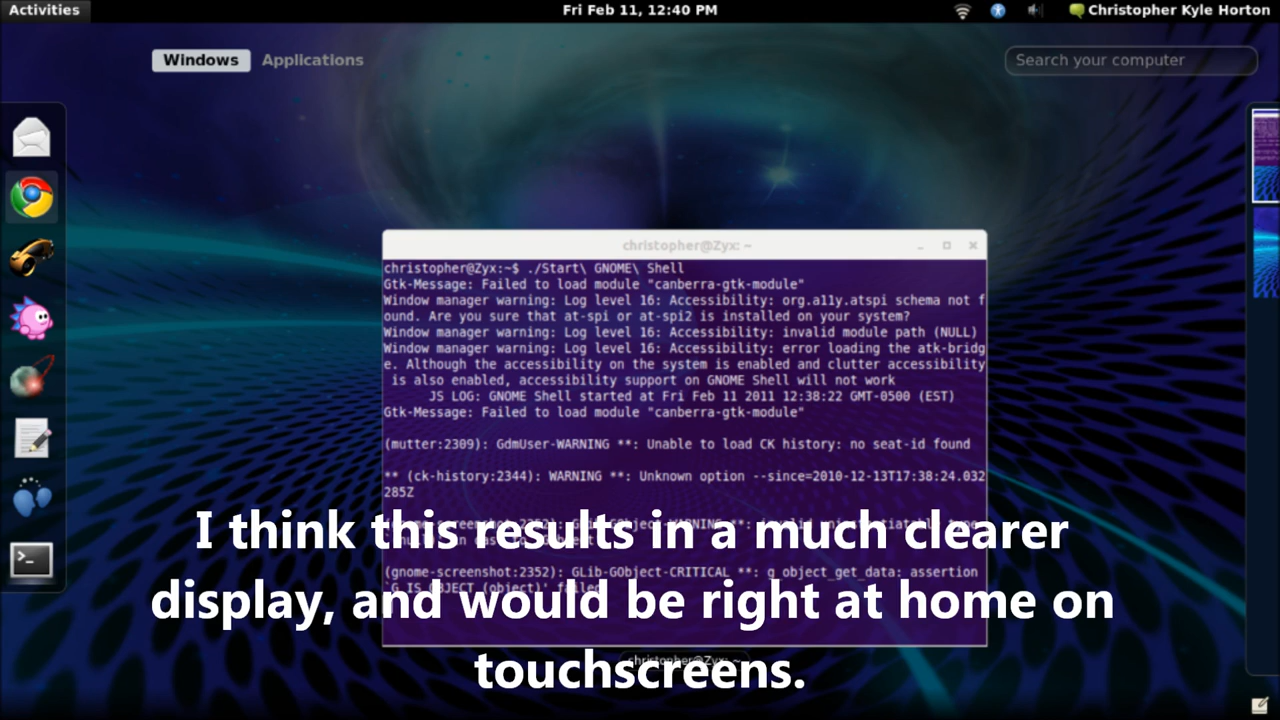 Activities
Fri Feb 11, 12:40 PM
Christopher Kyle Horton
Windows
Applications
Search your computer
christopher@Zyx: ~
christopher@Zyx:~$ ./Start\ GNOME\ Shell
Gtk-Message: Failed to load module "canberra-gtk-module"
Window manager warning: Log level 16: Accessibility: org.a11y.atspi schema not f
ound. Are you sure that at-spi or at-spi2 is installed on your system?
Window manager warning: Log level 16: Accessibility: invalid module path (NULL)
Window manager warning: Log level 16: Accessibility: error loading the atk-bridg
e. Although the accessibility on the system is enabled and clutter accessibility
is also enabled, accessibility support on GNOME Shell will not work
JS LOG: GNOME Shell started at Fri Feb 11 2011 12:38:22 GMT-0500 (EST)
Gtk-Message: Failed to load module "canberra-gtk-module"
(mutter:2309): GdmUser-WARNING **: Unable to load CK history: no seat-id found
** (ck-history:2344): WARNING **: Unknown option --since=2010-12-13T17:38:24.032
285Z
(gnome-screenshot:2352): GLib-GObject-CRITICAL **: g_object_get_data: assertion
I think this results in a much clearer
display, and would be right at home on
touchscreens.
christopher@Zyx: ~